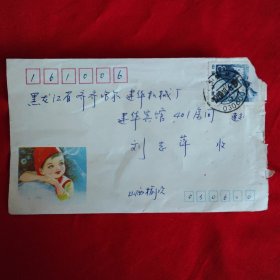 161006
黑龙江省齐齐哈尔建华机械厂
建华宾馆401房间
刘 萍 收
山西榆次
030600